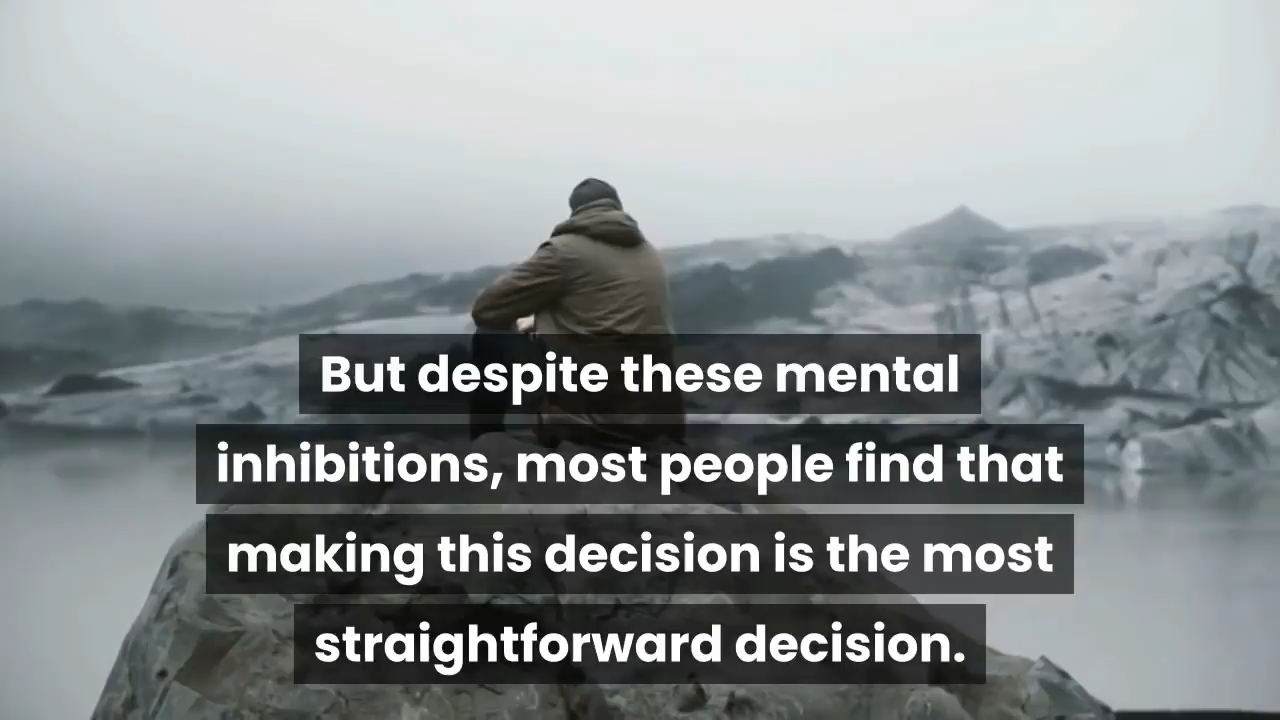 But despite these mental
inhibitions, most people find that
making this decision is the most
straightforward decision.